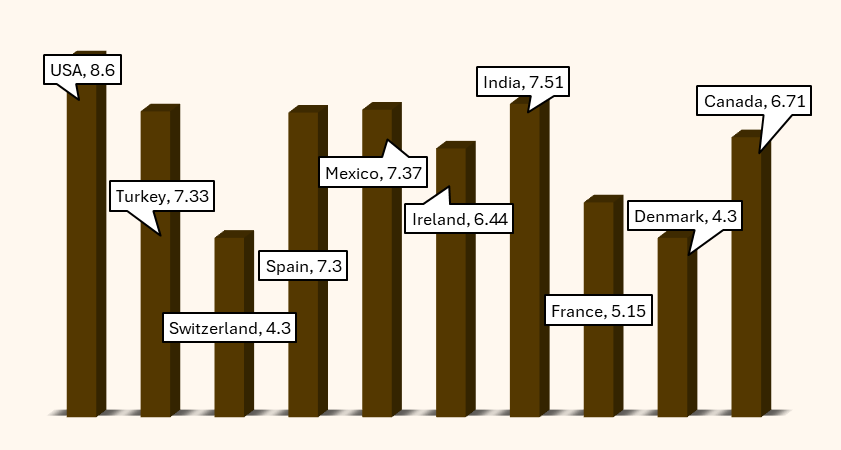 USA, 8.6
Turkey, 7.33
Switzerland, 4.3
Spain, 7.3
Mexico, 7.37
Ireland, 6.44
India, 7.51
France, 5.15
Denmark, 4.3
Canada, 6.71